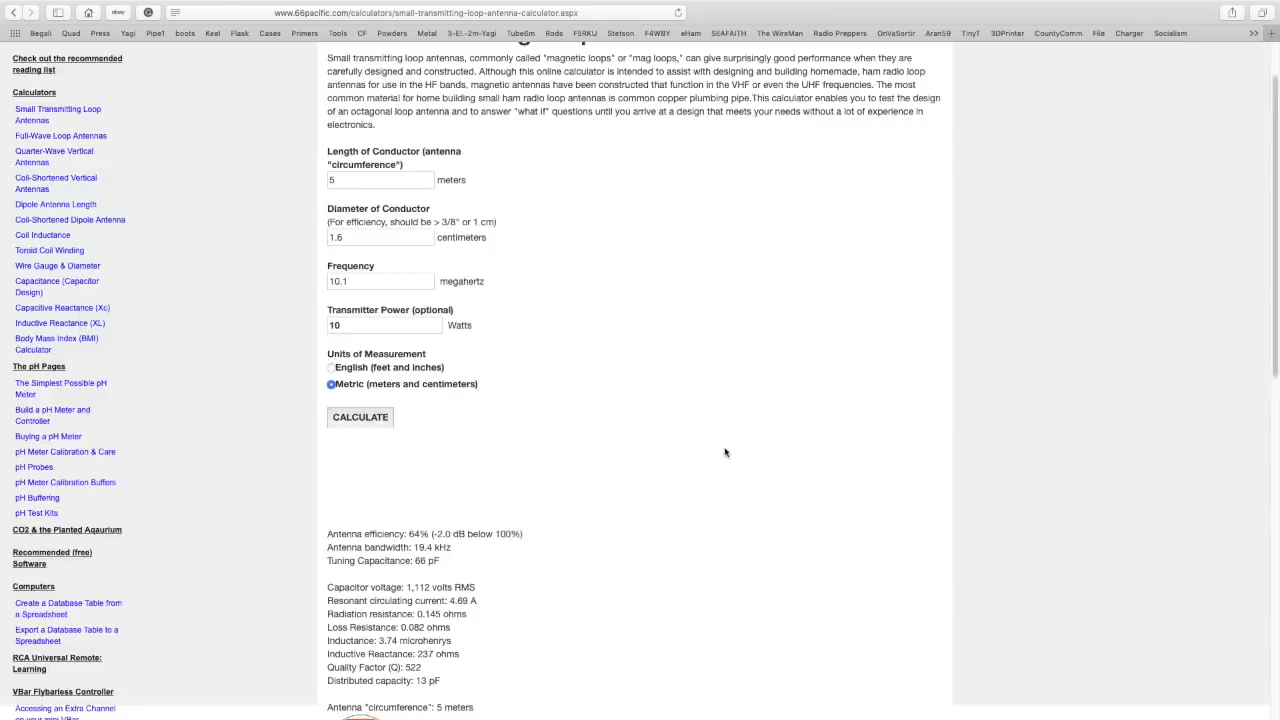 www.66pacific.com/calculators/small-transmitting-loop-antenna-calculator.aspx
ebay
Begali Quad Press Yagi Pipe1 boots Keel Flask Cases Primers Tools CF Powders Metal 3-El.-2m-Yagi Tube6m Rods F5RKU Stetson F4WBY eHam SEAFAITH The WireMan Radio Preppers OnVaSortir Aran59 TinyT 3DPrinter CountyComm File Charger Socialism
Check out the recommended
reading list
Calculators
Small Transmitting Loop
Antennas
Full-Wave Loop Antennas
Quarter-Wave Vertical
Antennas
Coil-Shortened Vertical
Antennas
Dipole Antenna Length
Coil-Shortened Dipole Antenna
Coil Inductance
Toroid Coil Winding
Wire Gauge & Diameter
Capacitance (Capacitor
Design)
Capacitive Reactance (Xc)
Inductive Reactance (XL)
Body Mass Index (BMI)
Calculator
The pH Pages
The Simplest Possible pH
Meter
Build a pH Meter and
Controller
Buying a pH Meter
pH Meter Calibration & Care
pH Probes
pH Meter Calibration Buffers
pH Buffering
pH Test Kits
CO2 & the Planted Aqaurium
Recommended (free)
Software
Computers
Create a Database Table from
a Spreadsheet
Export a Database Table to a
Spreadsheet
RCA Universal Remote:
Learning
VBar Flybarless Controller
Accessing an Extra Channel
Small transmitting loop antennas, commonly called "magnetic loops" or "mag loops," can give surprisingly good performance when they are
carefully designed and constructed. Although this online calculator is intended to assist with designing and building homemade, ham radio loop
antennas for use in the HF bands, magnetic antennas have been constructed that function in the VHF or even the UHF frequencies. The most
common material for home building small ham radio loop antennas is common copper plumbing pipe.This calculator enables you to test the design
of an octagonal loop antenna and to answer "what if" questions until you arrive at a design that meets your needs without a lot of experience in
electronics.
Length of Conductor (antenna
"circumference")
5 meters
Diameter of Conductor
(For efficiency, should be > 3/8" or 1 cm)
1.6 centimeters
Frequency
10.1 megahertz
Transmitter Power (optional)
10 Watts
Units of Measurement
English (feet and inches)
Metric (meters and centimeters)
CALCULATE
Antenna efficiency: 64% (-2.0 dB below 100%)
Antenna bandwidth: 19.4 kHz
Tuning Capacitance: 66 pF
Capacitor voltage: 1,112 volts RMS
Resonant circulating current: 4.69 A
Radiation resistance: 0.145 ohms
Loss Resistance: 0.082 ohms
Inductance: 3.74 microhenrys
Inductive Reactance: 237 ohms
Quality Factor (Q): 522
Distributed capacity: 13 pF
Antenna "circumference": 5 meters